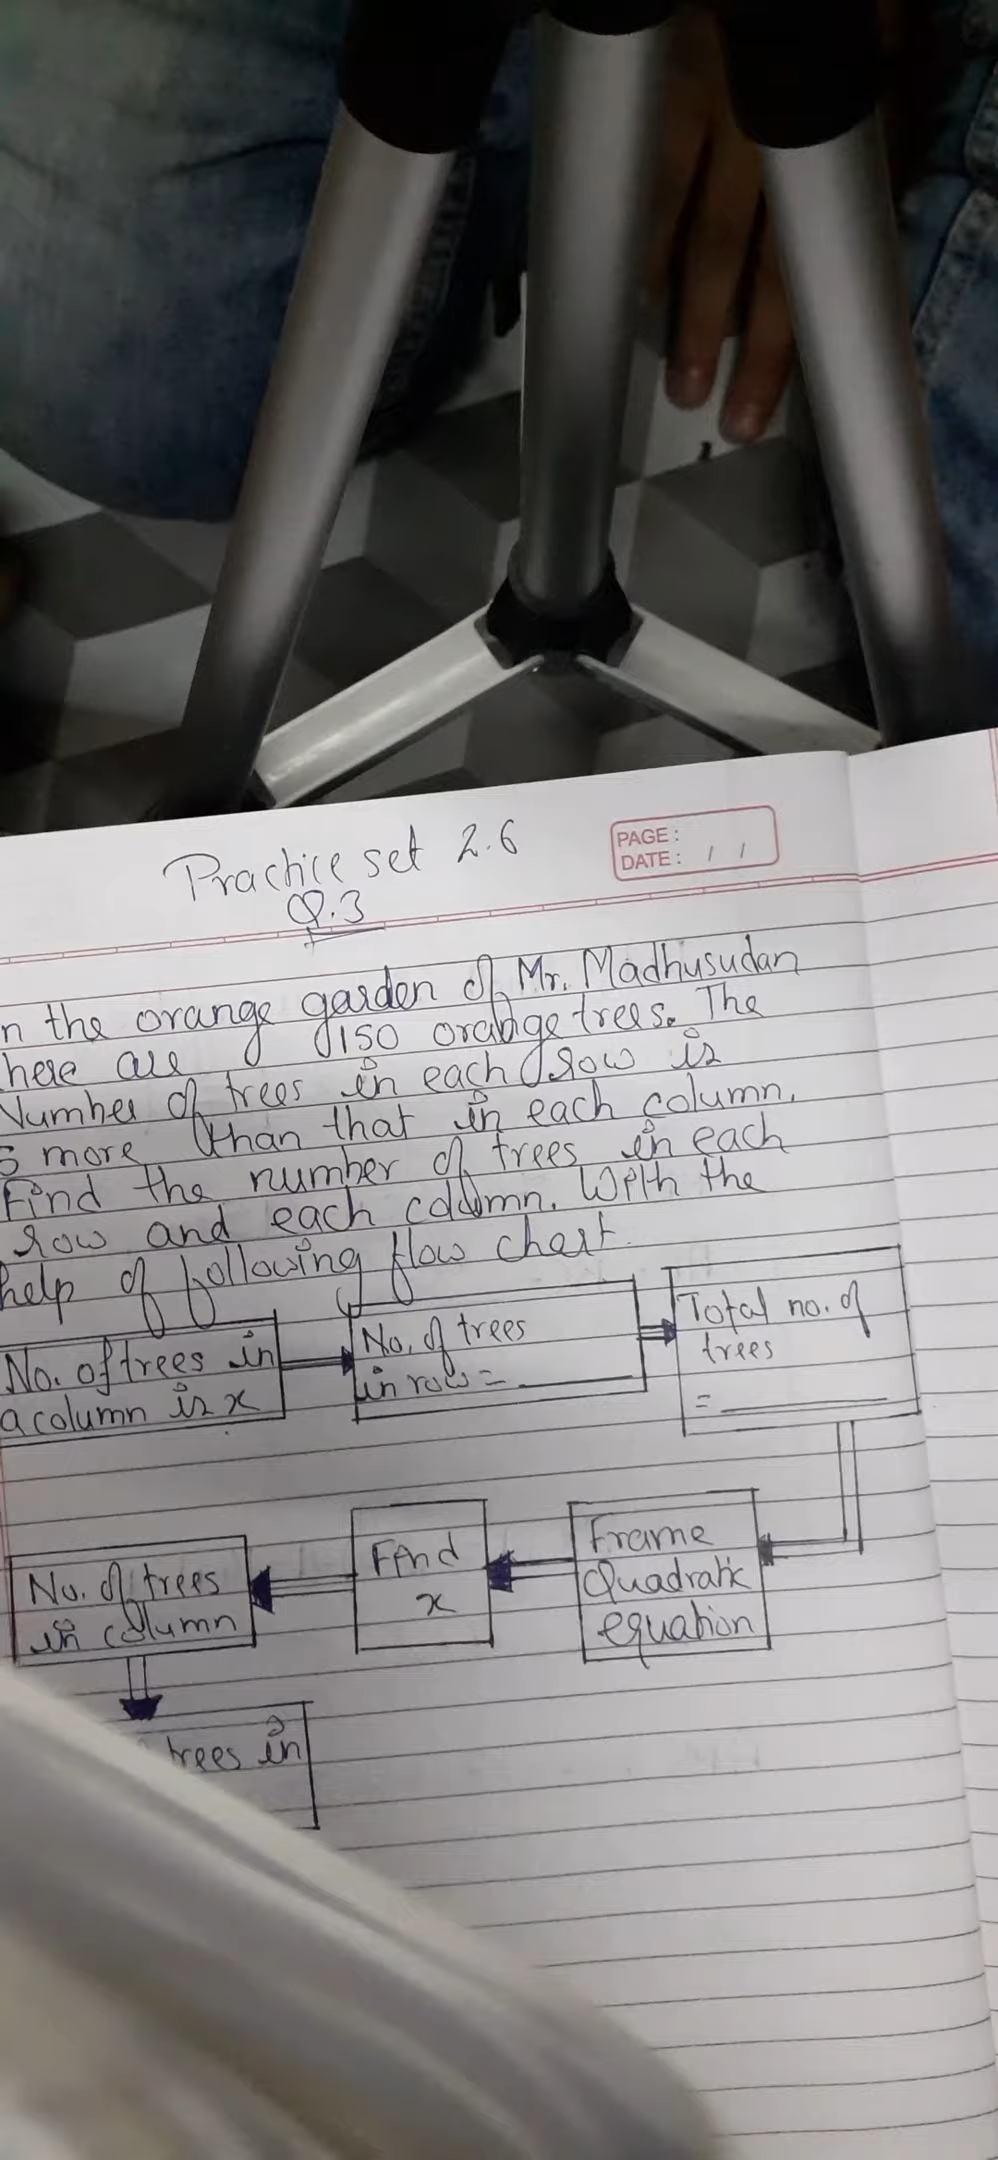 Practice set 2.6
PAGE:
DATE: / /
Q.3
n the orange garden of Mr. Madhusudan
here are 150 orange trees. The
Number of trees in each row is
5 more than that in each column.
Find the number of trees in each
row and each column. With the
help of following flow chart.
No. of trees in
a column is x
No. of trees
in row = ________
Total no. of
trees
= ________
Frame
Quadratic
equation
Find
x
No. of trees
in column
trees in